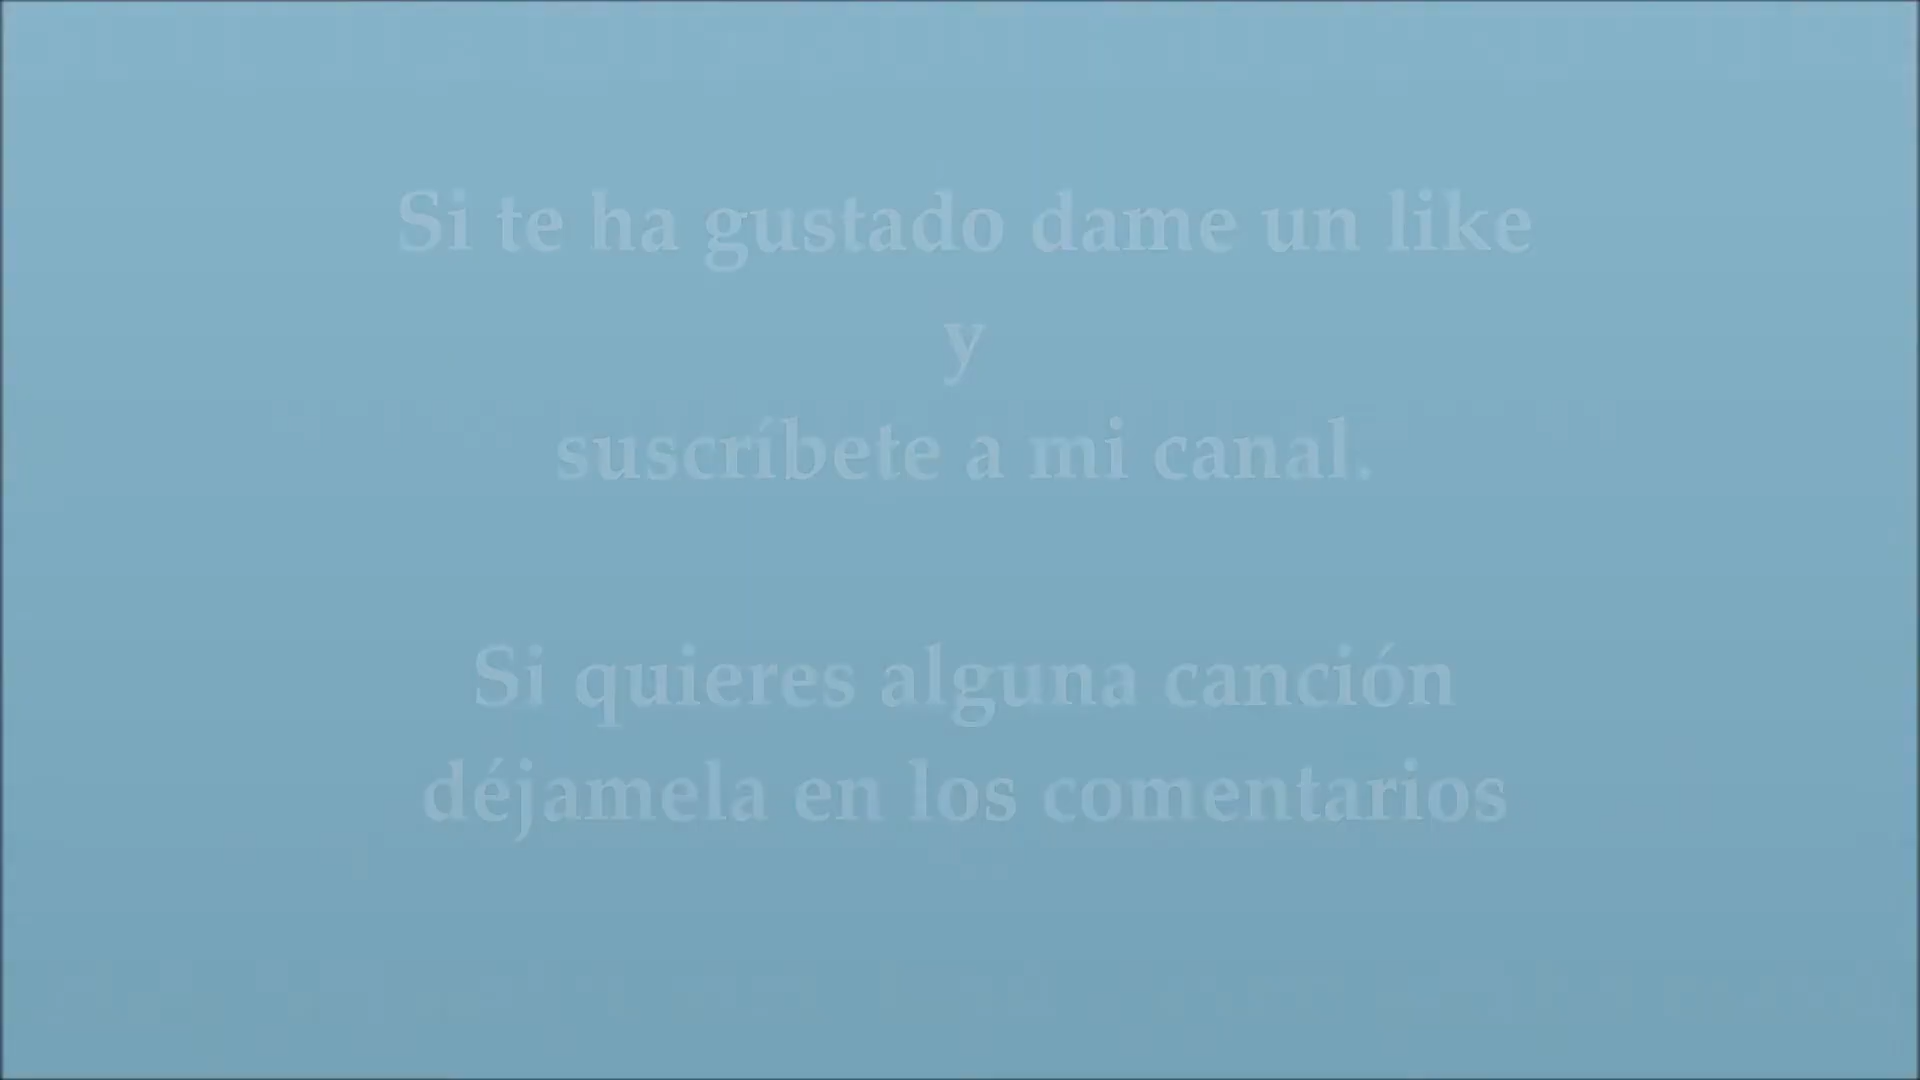 Si te ha gustado dame un like
y
suscríbete a mi canal.
Si quieres alguna canción
déjamela en los comentarios